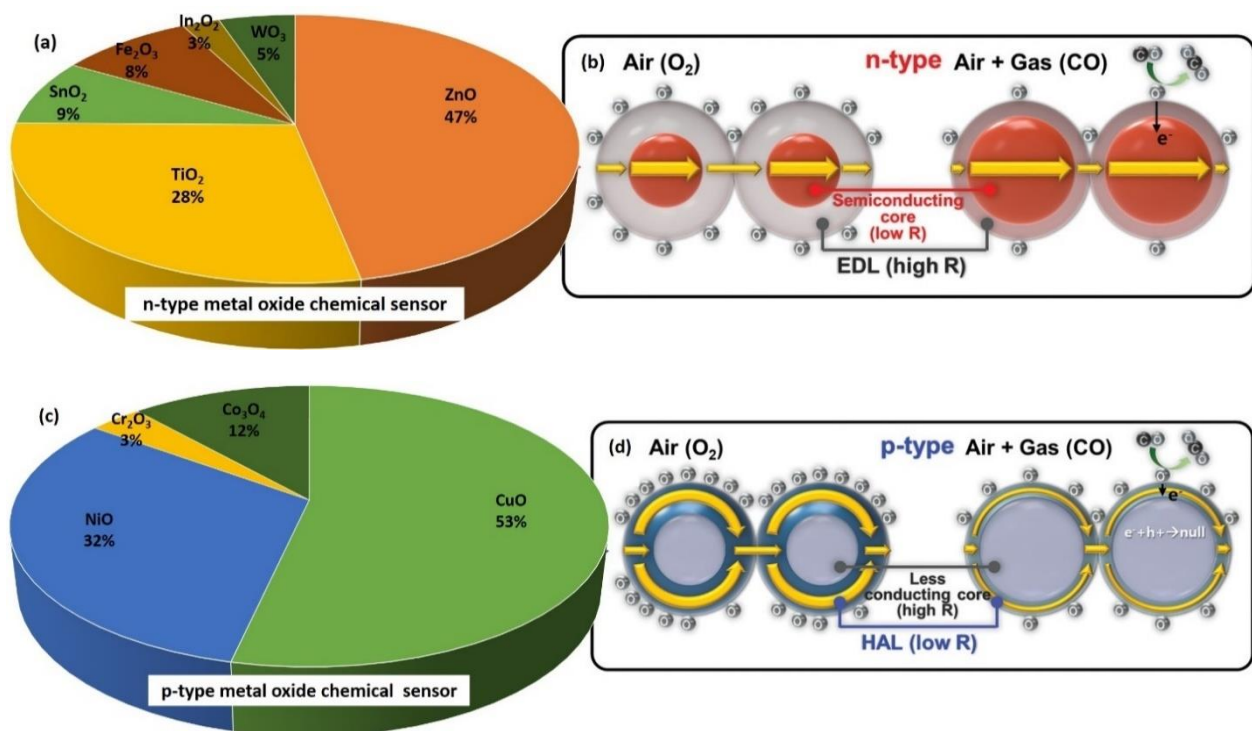 (a)
In₂O₂
3%
WO₃
5%
Fe₂O₃
8%
SnO₂
9%
ZnO
47%
TiO₂
28%
n-type metal oxide chemical sensor
(b)
Air (O₂)
n-type
Air + Gas (CO)
e⁻
Semiconducting
core
(low R)
EDL (high R)
(c)
Cr₂O₃
3%
Co₃O₄
12%
CuO
53%
NiO
32%
p-type metal oxide chemical sensor
(d)
Air (O₂)
p-type
Air + Gas (CO)
e⁻
e⁻+h+→null
Less
conducting core
(high R)
HAL (low R)